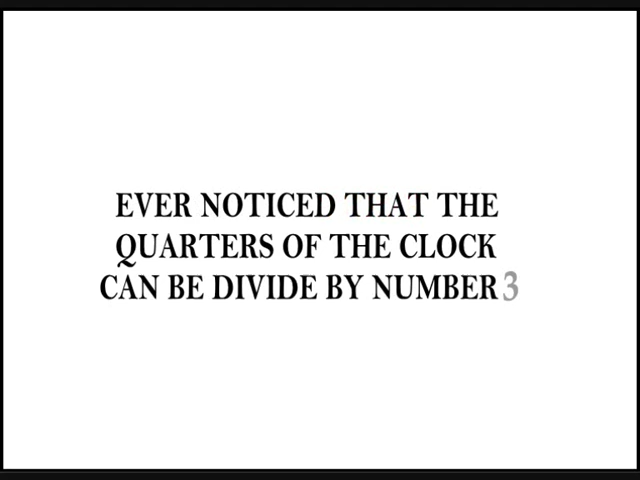 EVER NOTICED THAT THE
QUARTERS OF THE CLOCK
CAN BE DIVIDE BY NUMBER 3